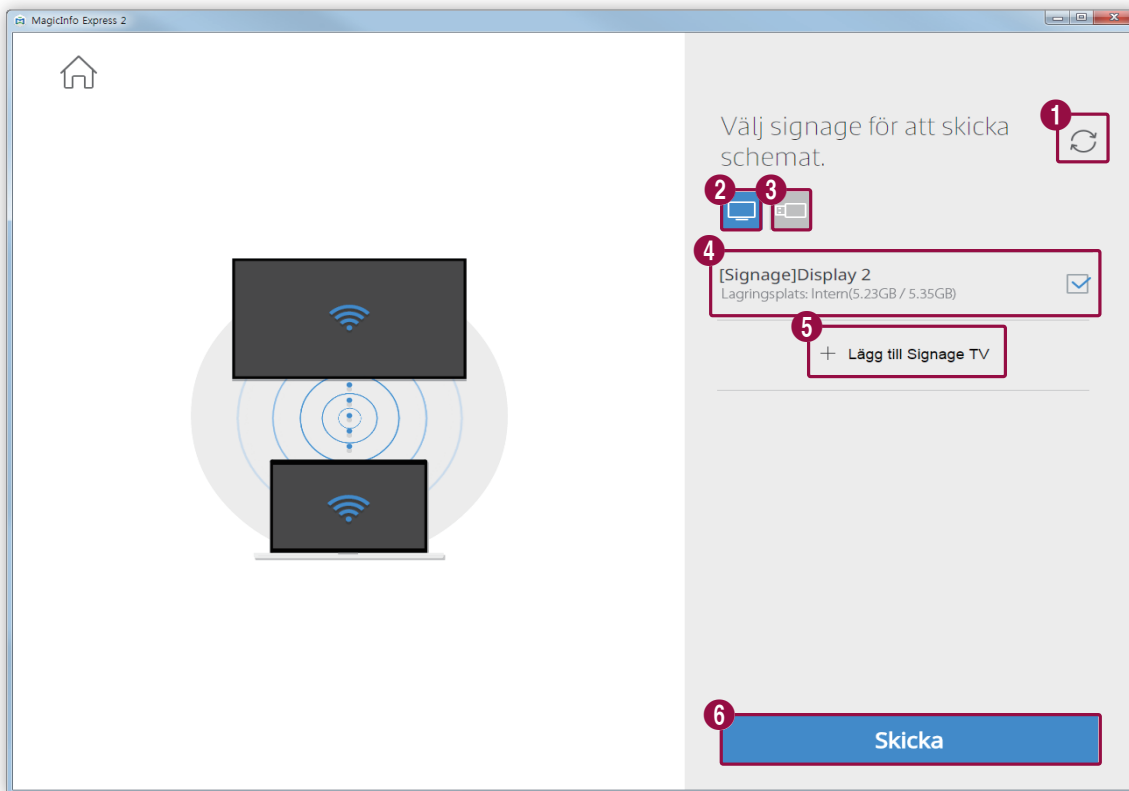 MagicInfo Express 2
1
Välj signage för att skicka
schemat.
2
3
4
[Signage]Display 2
Lagringsplats: Intern(5.23GB / 5.35GB)
5
+ Lägg till Signage TV
6
Skicka